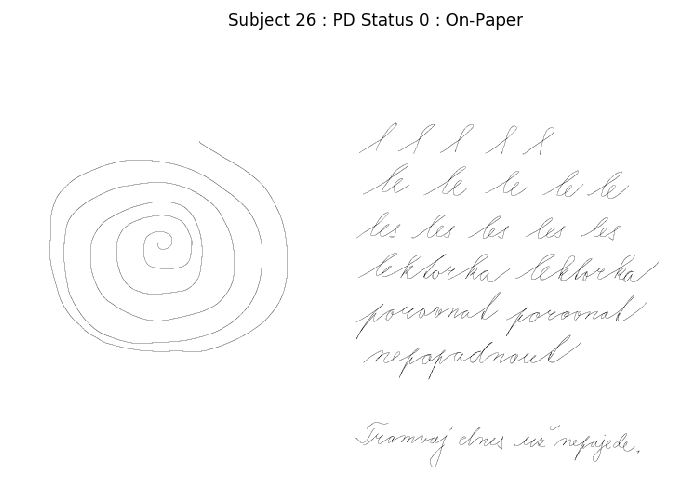 Subject 26 : PD Status 0 : On-Paper
l l l l l
le le le le le
les les les les les
lektorka lektorka
porovnat porovnat
nepopadnout
Tramvaj dnes už nepojede.